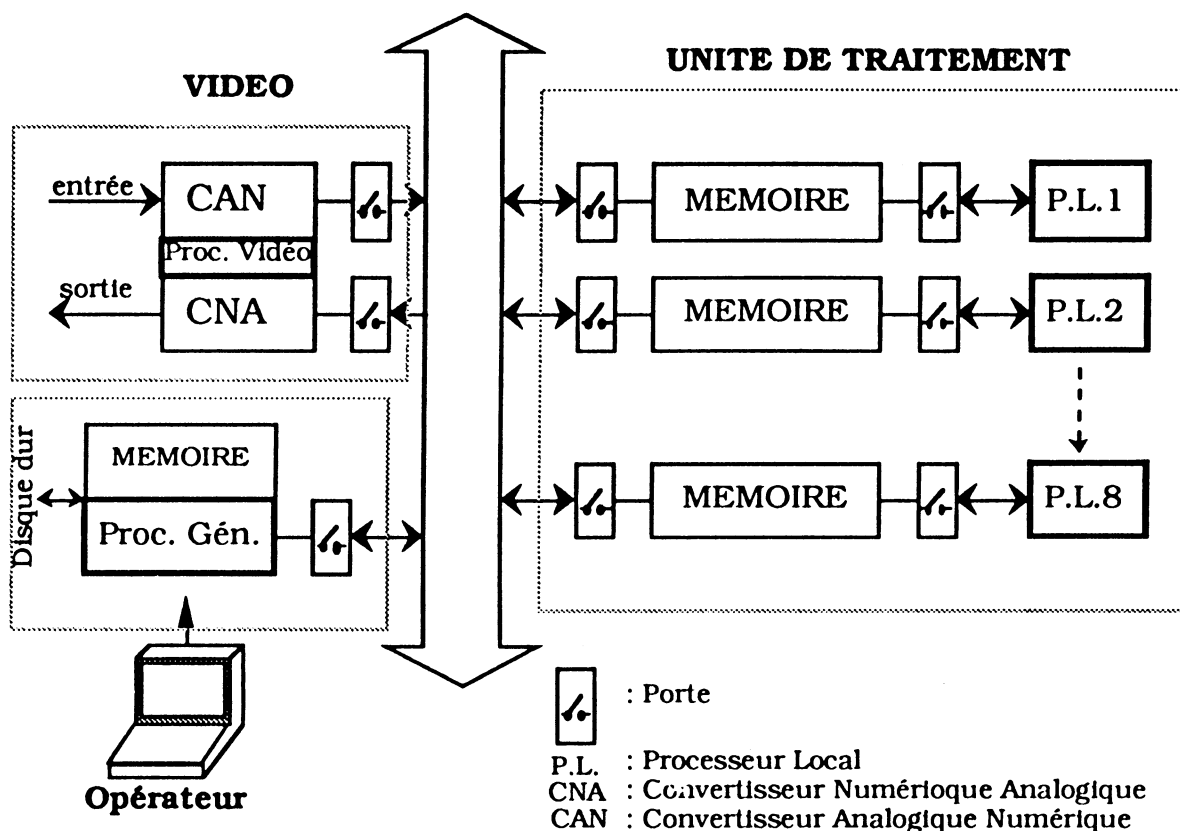 VIDEO
UNITE DE TRAITEMENT
entrée
CAN
Proc. Vidéo
sortie
CNA
MEMOIRE
P.L.1
MEMOIRE
P.L.2
MEMOIRE
P.L.8
Disque dur
MEMOIRE
Proc. Gén.
Opérateur
: Porte
P.L. : Processeur Local
CNA : Convertisseur Numérioque Analogique
CAN : Convertisseur Analogique Numérique